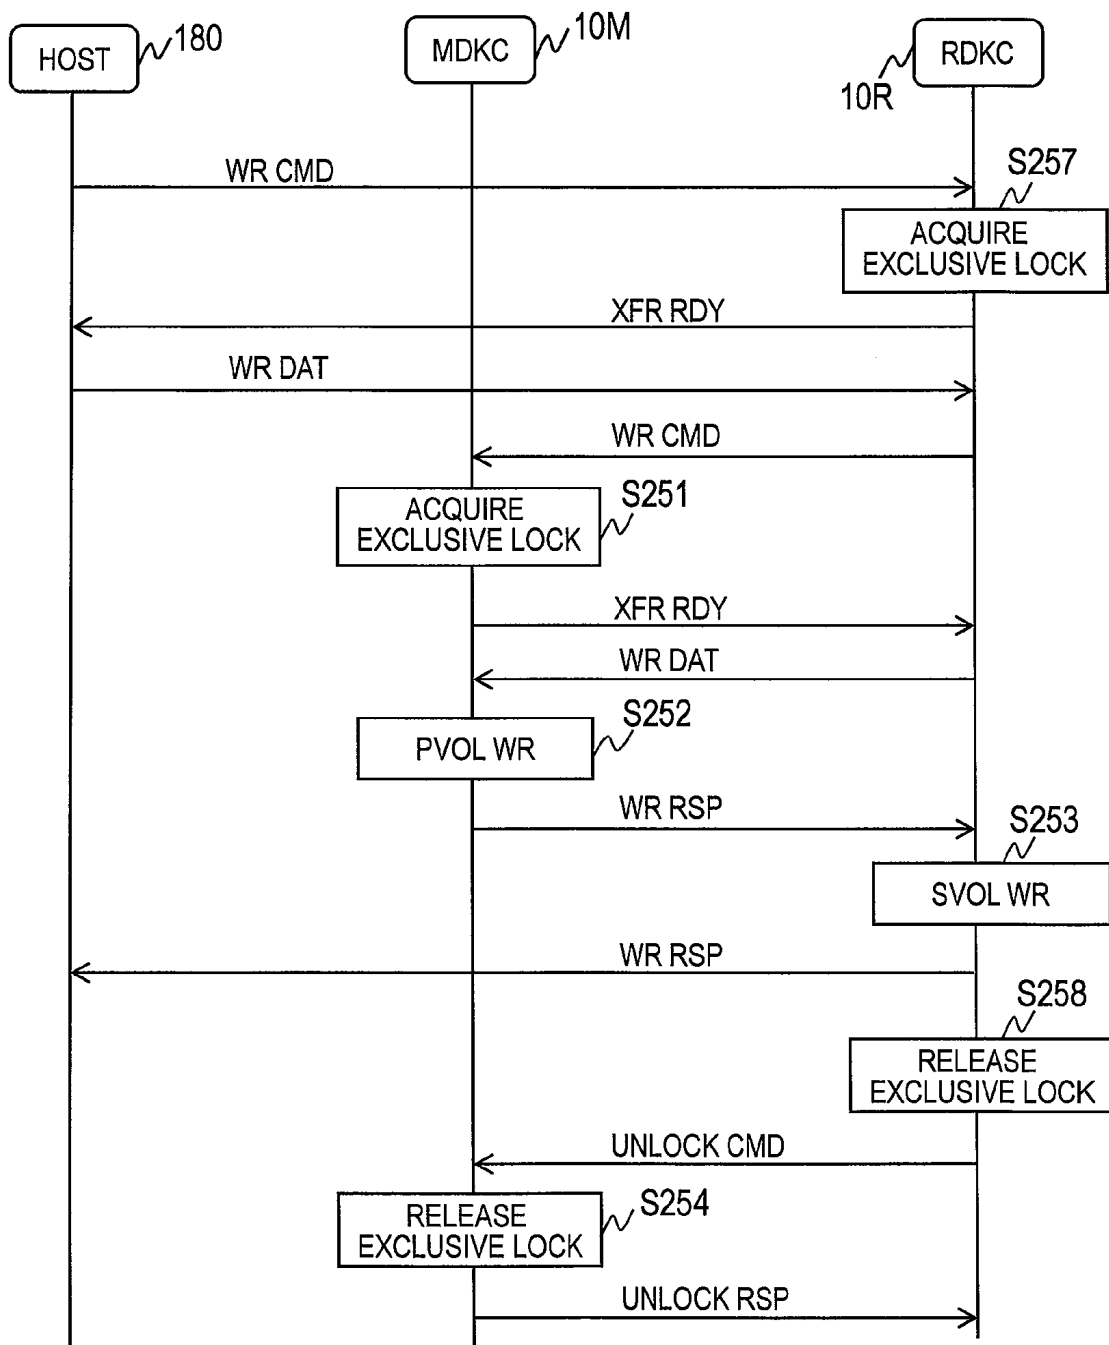 HOST
180
MDKC
10M
RDKC
10R
WR CMD
S257
ACQUIRE
EXCLUSIVE LOCK
XFR RDY
WR DAT
WR CMD
ACQUIRE
EXCLUSIVE LOCK
S251
XFR RDY
WR DAT
PVOL WR
S252
WR RSP
S253
SVOL WR
WR RSP
S258
RELEASE
EXCLUSIVE LOCK
UNLOCK CMD
RELEASE
EXCLUSIVE LOCK
S254
UNLOCK RSP